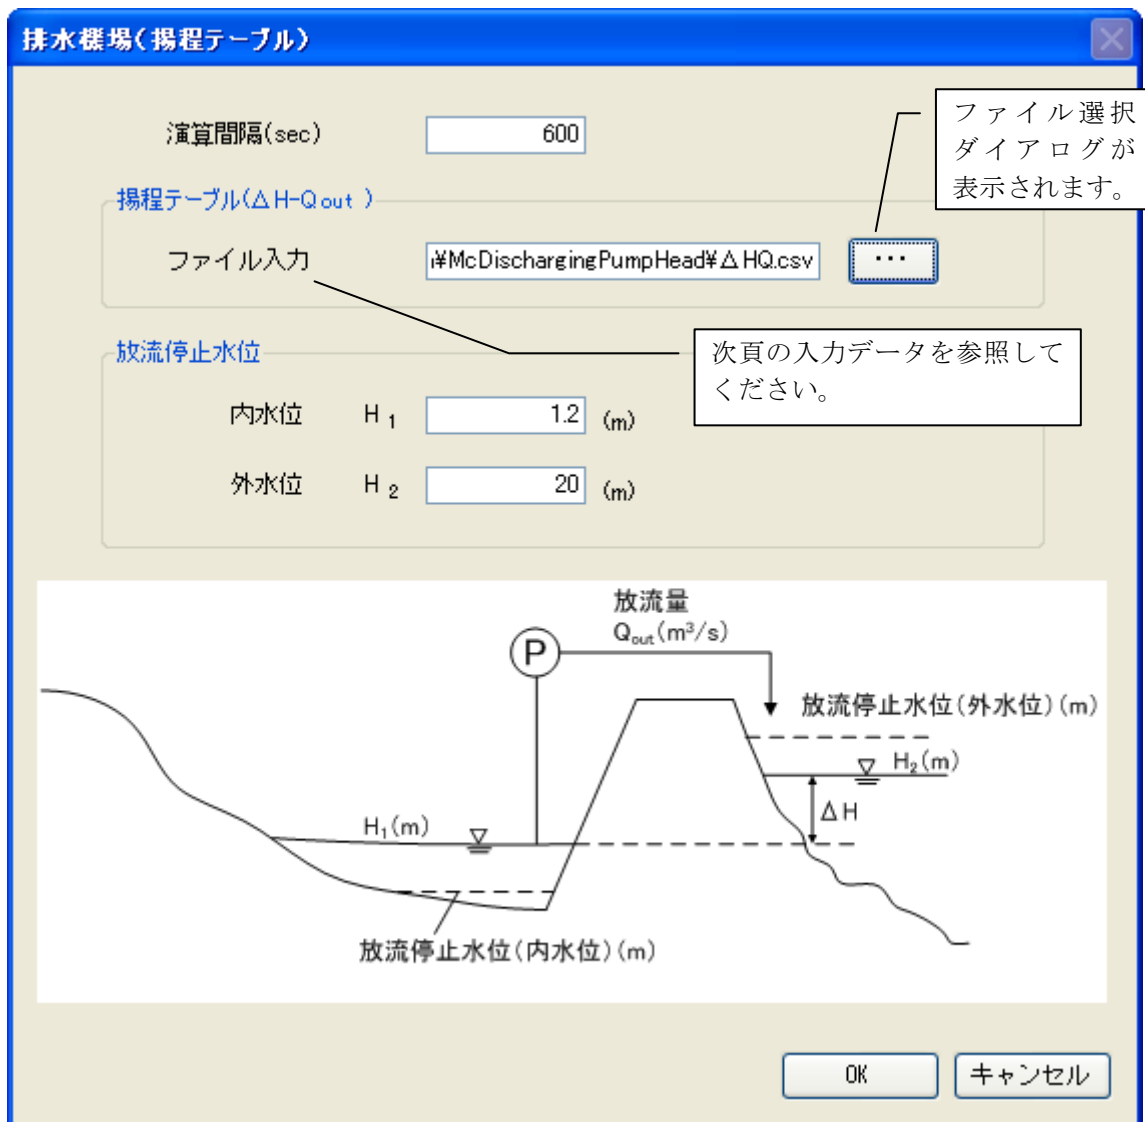 排水機場(揚程テーブル)
演算間隔(sec)
600
ファイル選択
ダイアログが
表示されます。
揚程テーブル(ΔH-Qout )
ファイル入力
¥McDischargingPumpHead¥ΔHQ.csv
...
次頁の入力データを参照して
ください。
放流停止水位
内水位 H1 1.2 (m)
外水位 H2 20 (m)
放流量
Qout(m³/s)
P
放流停止水位(外水位)(m)
H₂(m)
ΔH
H₁(m)
放流停止水位(内水位)(m)
OK
キャンセル